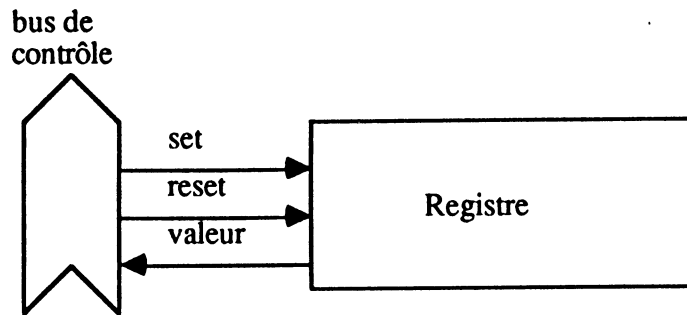 bus de
contrôle
set
reset
valeur
Registre